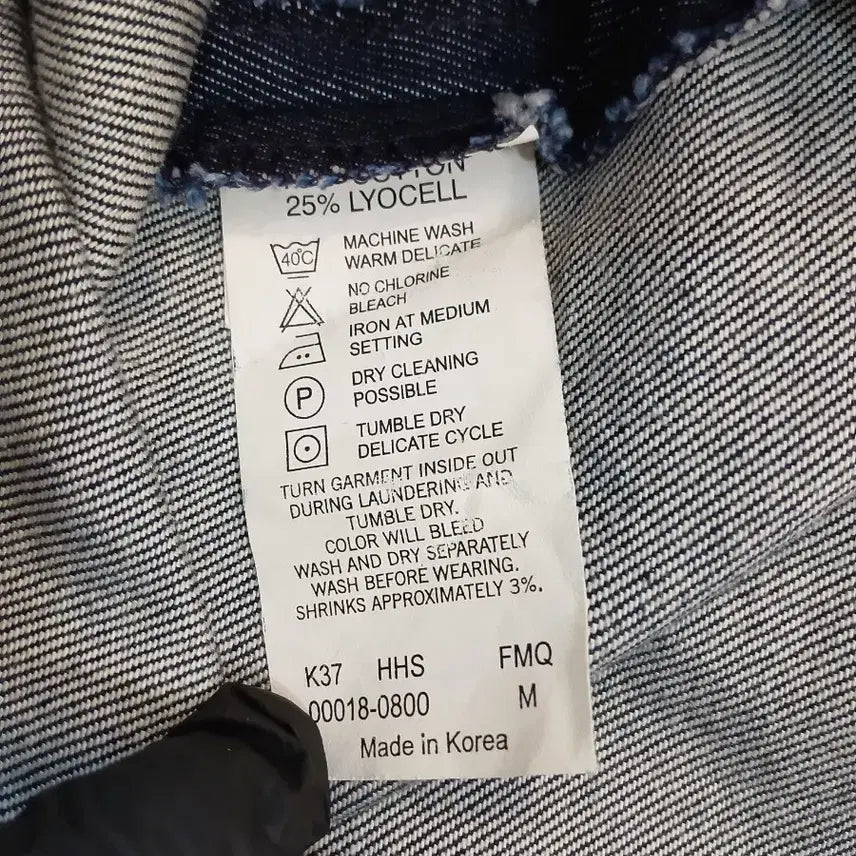 COTTON
25% LYOCELL
40°C
MACHINE WASH
WARM DELICATE
NO CHLORINE
BLEACH
IRON AT MEDIUM
SETTING
P
DRY CLEANING
POSSIBLE
TUMBLE DRY
DELICATE CYCLE
TURN GARMENT INSIDE OUT
DURING LAUNDERING AND
TUMBLE DRY.
COLOR WILL BLEED
WASH AND DRY SEPARATELY
WASH BEFORE WEARING.
SHRINKS APPROXIMATELY 3%.
K37 HHS FMQ
00018-0800 M
Made in Korea